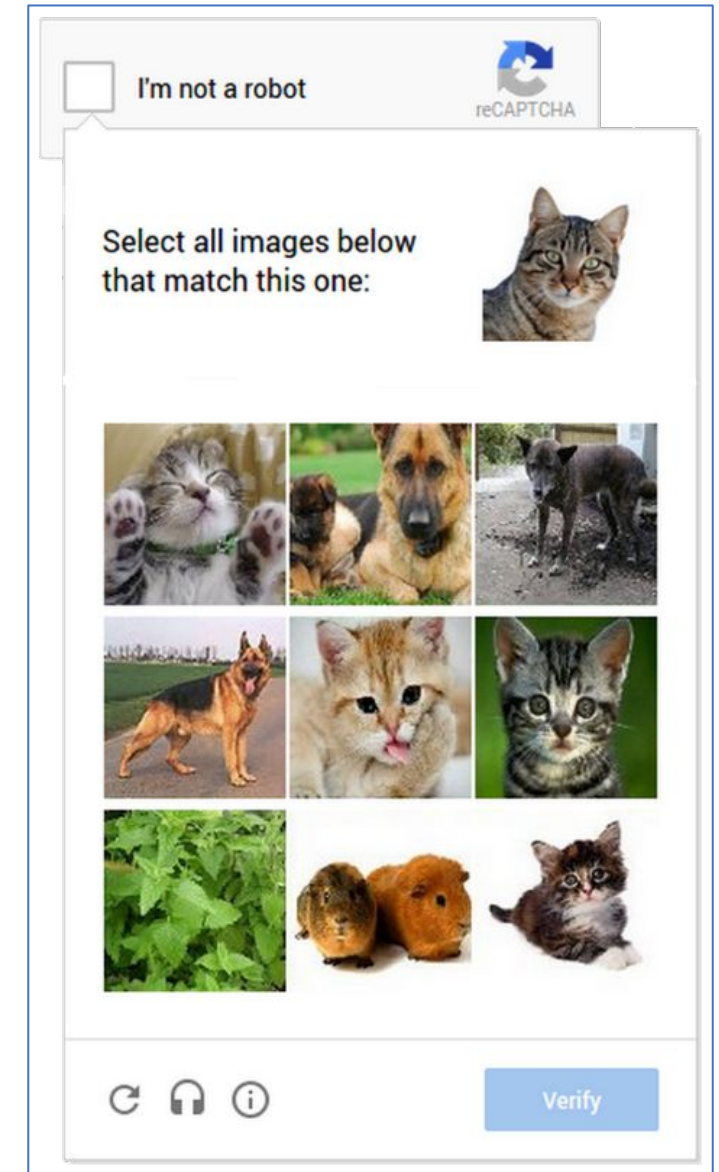 I'm not a robot
reCAPTCHA
Select all images below
that match this one:
Verify